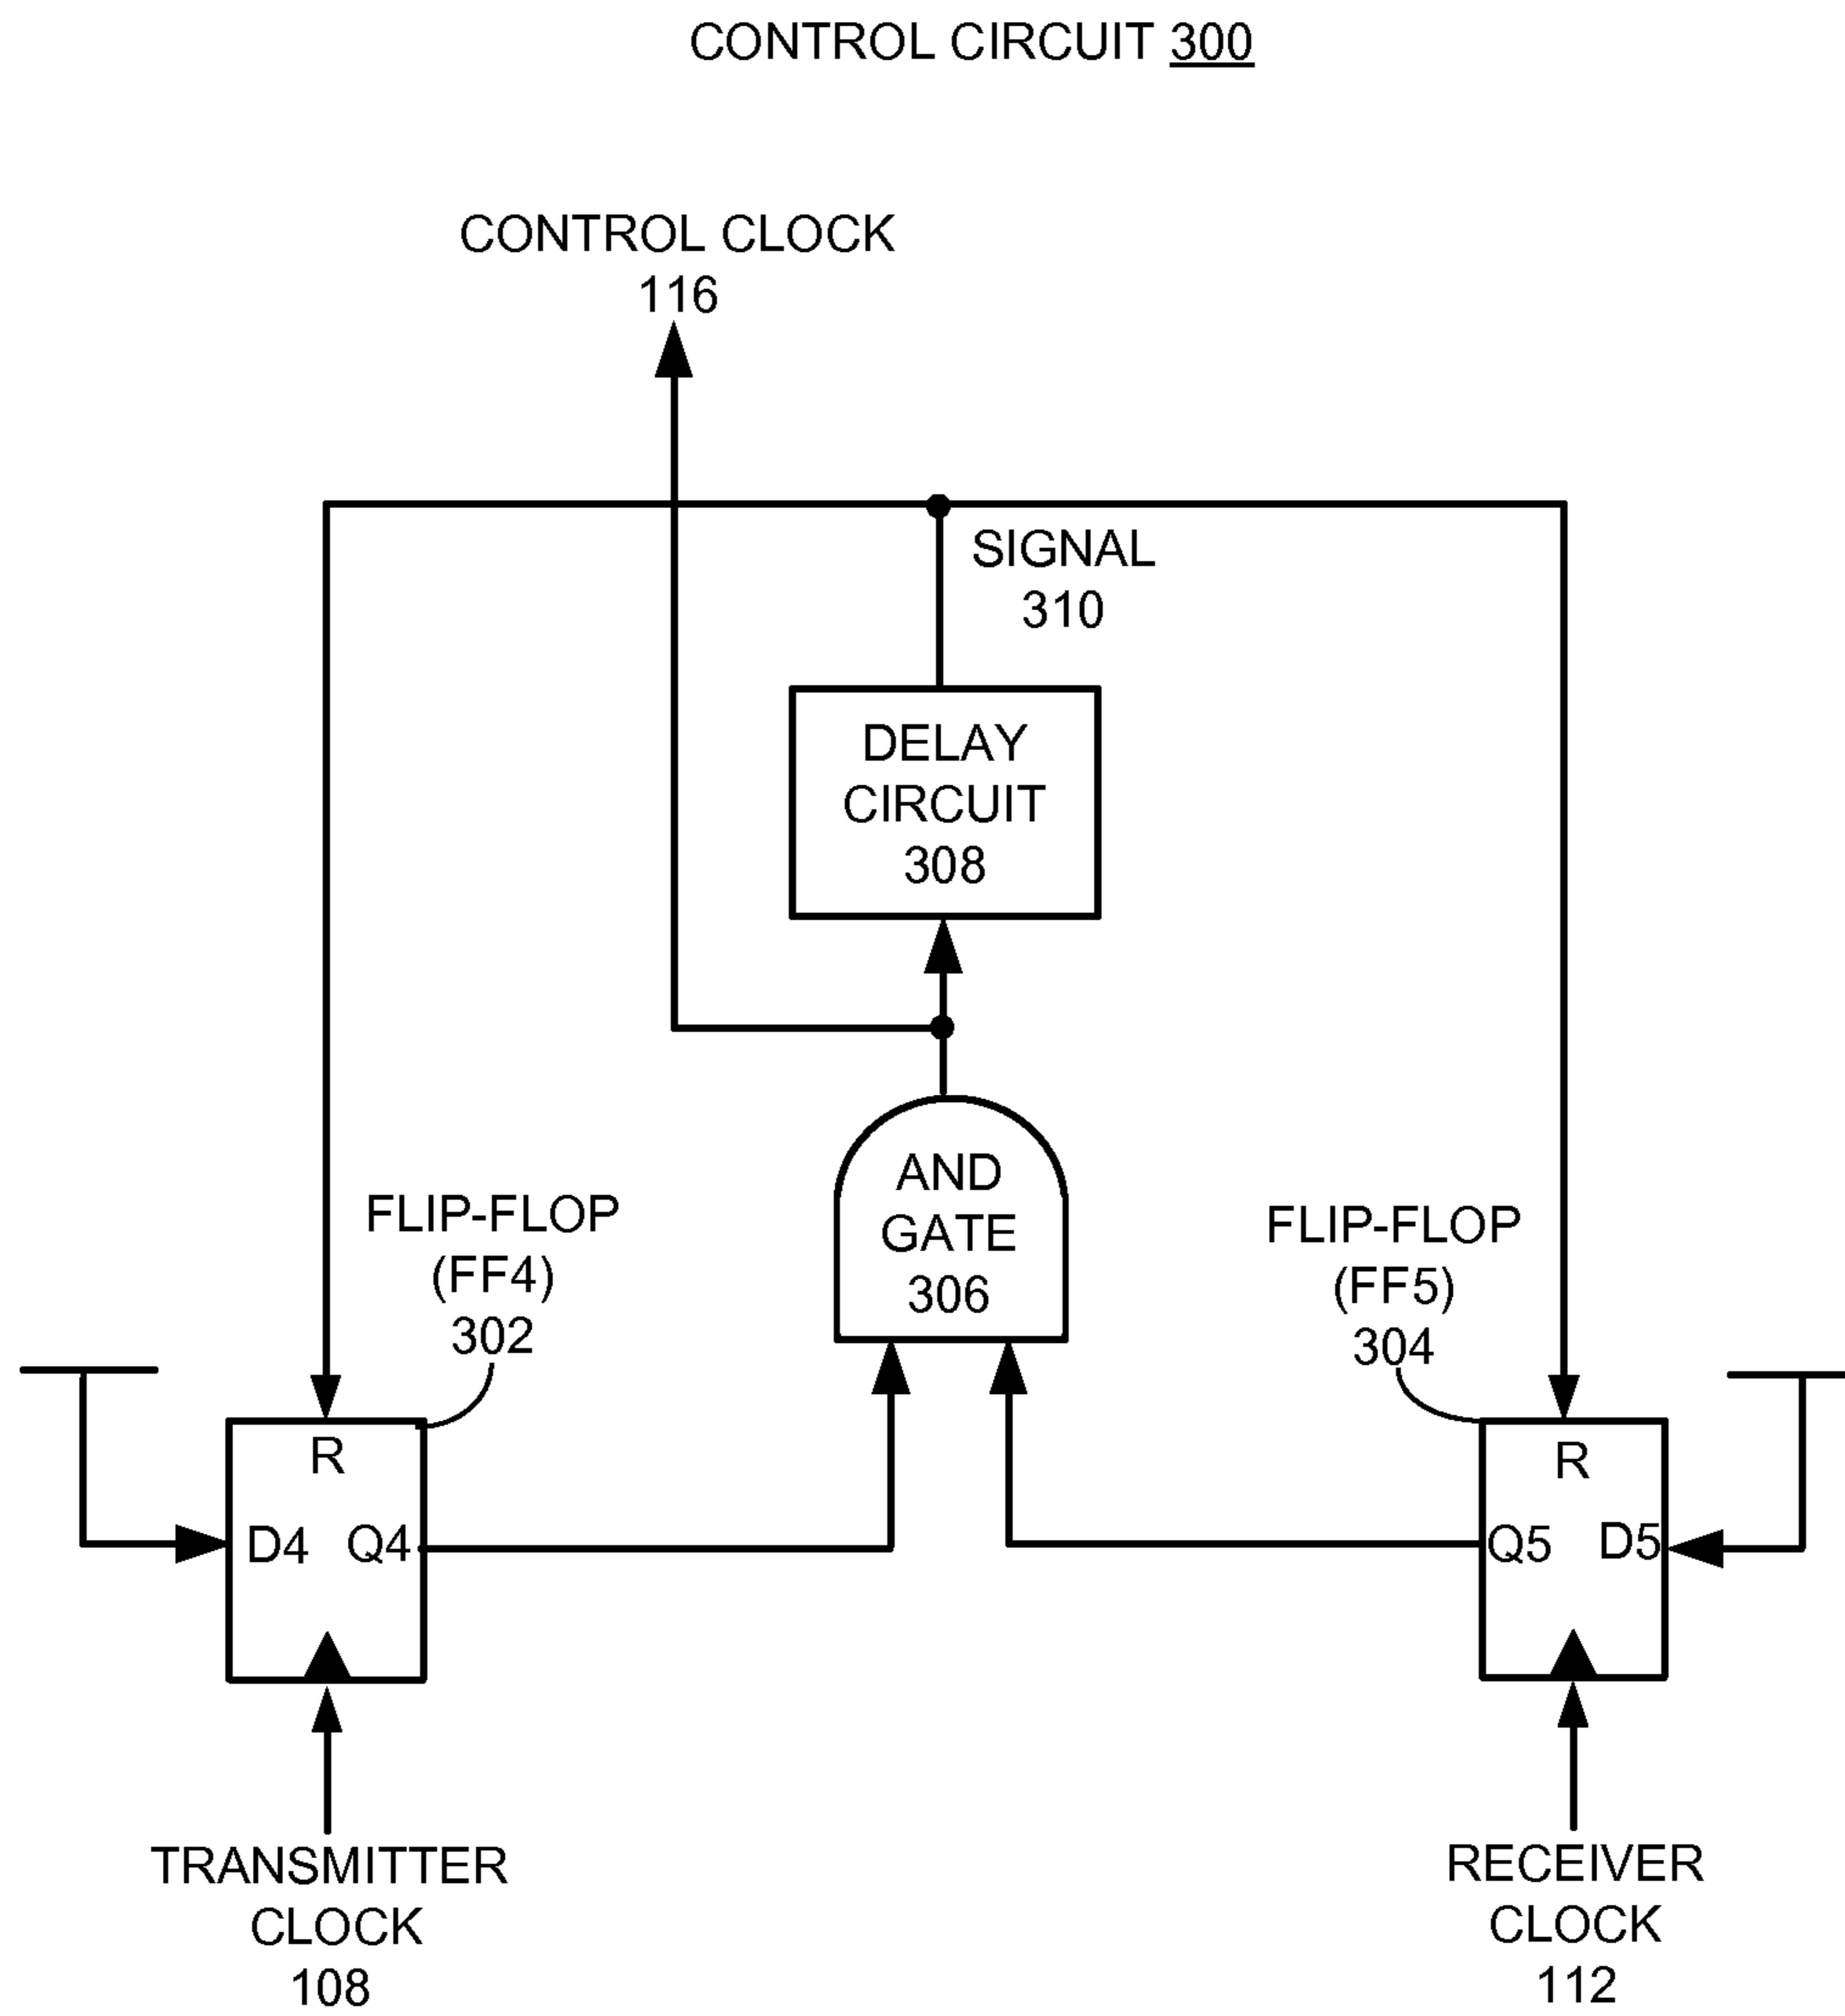 CONTROL CIRCUIT 300
CONTROL CLOCK
116
SIGNAL
310
DELAY
CIRCUIT
308
AND
GATE
306
FLIP-FLOP
(FF4)
302
FLIP-FLOP
(FF5)
304
R
D4 Q4
R
Q5 D5
TRANSMITTER
CLOCK
108
RECEIVER
CLOCK
112